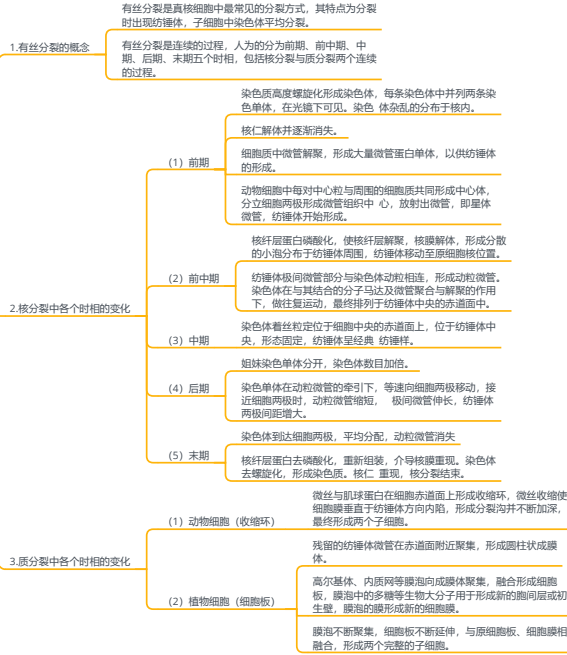 有丝分裂是真核细胞中最常见的分裂方式，其特点为分裂
时出现纺锤体，子细胞中染色体平均分裂。
1.有丝分裂的概念
有丝分裂是连续的过程，人为的分为前期、前中期、中
期、后期、末期五个时相，包括核分裂与质分裂两个连续
的过程。
染色质高度螺旋化形成染色体，每条染色体中并列两条染
色单体，在光镜下可见。染色 体杂乱的分布于核内。
核仁解体并逐渐消失。
（1）前期
细胞质中微管解聚，形成大量微管蛋白单体，以供纺锤体
的形成。
动物细胞中每对中心粒与周围的细胞质共同形成中心体，
分立细胞两极形成微管组织中 心，放射出微管，即星体
微管，纺锤体开始形成。
核纤层蛋白磷酸化，使核纤层解聚，核膜解体，形成分散
的小泡分布于纺锤体周围，纺锤体移动至原细胞核位置。
（2）前中期
纺锤体极间微管部分与染色体动粒相连，形成动粒微管。
染色体在与其结合的分子马达及微管聚合与解聚的作用
下，做往复运动，最终排列于纺锤体中央的赤道面中。
2.核分裂中各个时相的变化
染色体着丝粒定位于细胞中央的赤道面上，位于纺锤体中
央，形态固定，纺锤体呈经典 纺锤样。
（3）中期
姐妹染色单体分开，染色体数目加倍。
（4）后期
染色单体在动粒微管的牵引下，等速向细胞两极移动，接
近细胞两极时，动粒微管缩短， 极间微管伸长，纺锤体
两极间距增大。
染色体到达细胞两极，平均分配，动粒微管消失
（5）末期
核纤层蛋白去磷酸化，重新组装，介导核膜重现。染色体
去螺旋化，形成染色质。核仁 重现，核分裂结束。
微丝与肌球蛋白在细胞赤道面上形成收缩环，微丝收缩使
细胞膜垂直于纺锤体方向内陷，形成分裂沟并不断加深，
最终形成两个子细胞。
（1）动物细胞（收缩环）
残留的纺锤体微管在赤道面附近聚集，形成圆柱状成膜
体。
3.质分裂中各个时相的变化
高尔基体、内质网等膜泡向成膜体聚集，融合形成细胞
板，膜泡中的多糖等生物大分子用于形成新的胞间层或初
生壁，膜泡的膜形成新的细胞膜。
（2）植物细胞（细胞板）
膜泡不断聚集，细胞板不断延伸，与原细胞板、细胞膜相
融合，形成两个完整的子细胞。